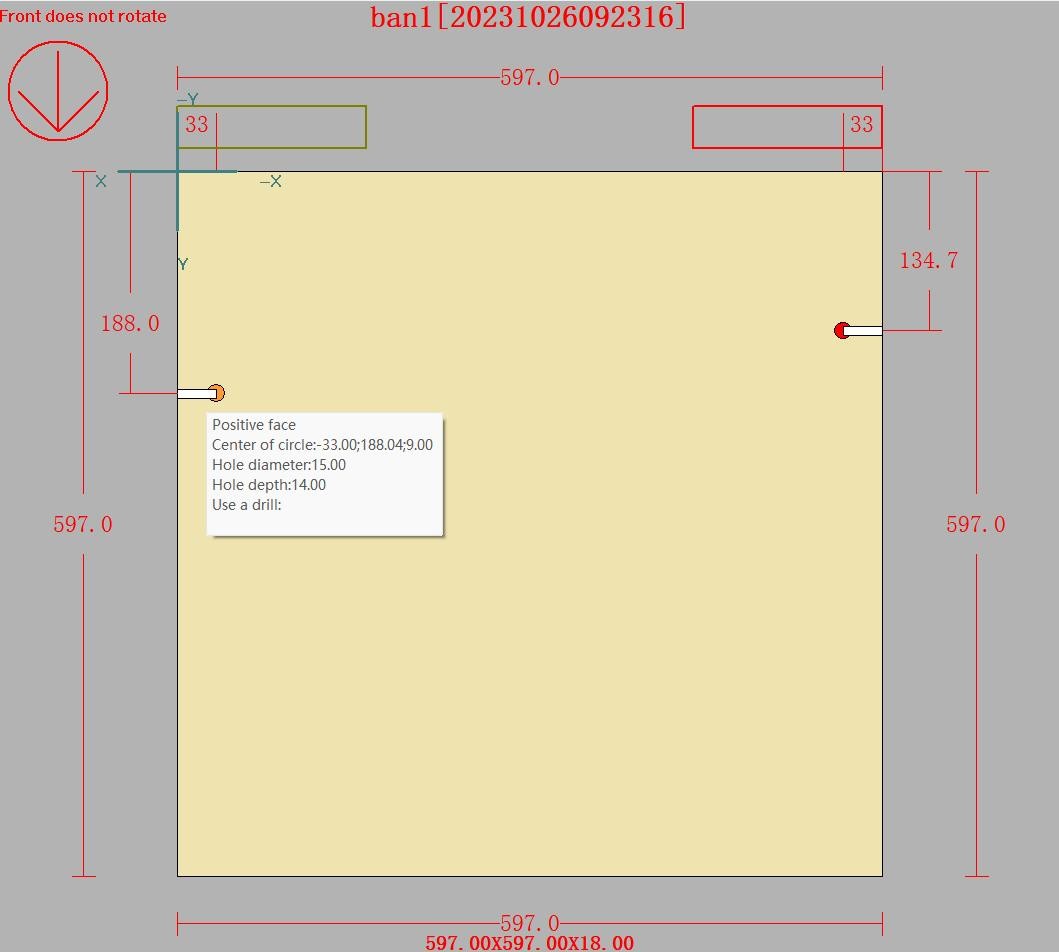 Front does not rotate
ban1[20231026092316]
597.0
-Y
33
33
X
-X
Y
134.7
188.0
Positive face
Center of circle:-33.00;188.04;9.00
Hole diameter:15.00
Hole depth:14.00
Use a drill:
597.0
597.0
597.0
597.00X597.00X18.00